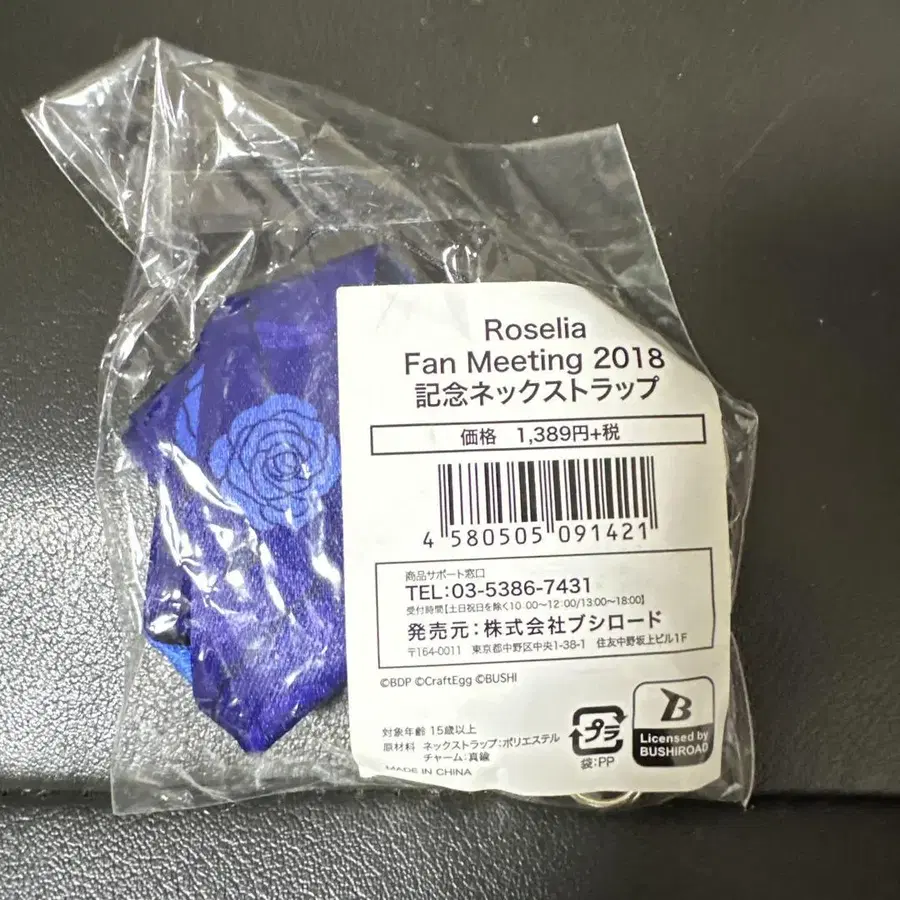 Roselia
Fan Meeting 2018
記念ネックストラップ
価格 1,389円+税
4 580505 091421
商品サポート窓口
TEL:03-5386-7431
受付時間【土日祝日を除く10:00〜12:00/13:00〜18:00】
発売元:株式会社ブシロード
〒164-0011 東京都中野区中央1-38-1 住友中野坂上ビル1F
©BDP ©CraftEgg ©BUSHI
対象年齢 15歳以上
原材料 ネックストラップ:ポリエステル
チャーム:真鍮
MADE IN CHINA
プラ
袋:PP
B
Licensed by
BUSHIROAD